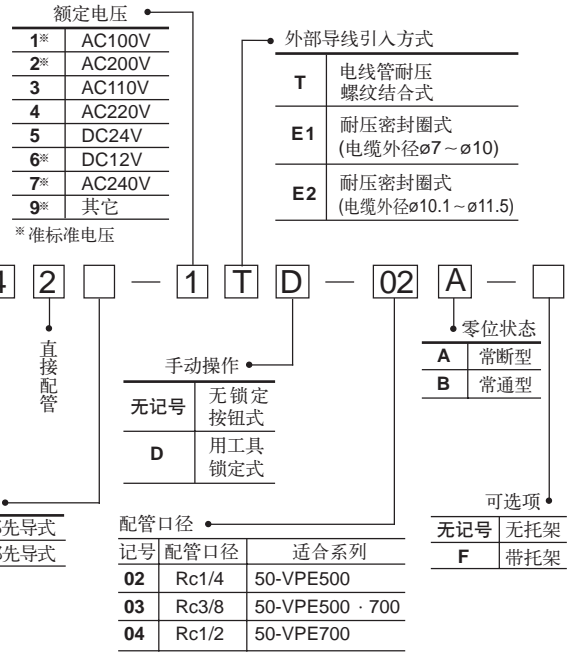 额定电压
1※ AC100V
2※ AC200V
3 AC110V
4 AC220V
5 DC24V
6※ DC12V
7※ AC240V
9※ 其它
※准标准电压
外部导线引入方式
T 电线管耐压
螺纹结合式
E1 耐压密封圈式
(电缆外径ø7~ø10)
E2 耐压密封圈式
(电缆外径ø10.1~ø11.5)
4 2 □ — 1 T D — 02 A — □
直接配管
手动操作
无记号 无锁定
按钮式
D 用工具
锁定式
零位状态
A 常断型
B 常通型
先导式
先导式
配管口径
记号 配管口径 适合系列
02 Rc1/4 50-VPE500
03 Rc3/8 50-VPE500 · 700
04 Rc1/2 50-VPE700
可选项
无记号 无托架
F 带托架